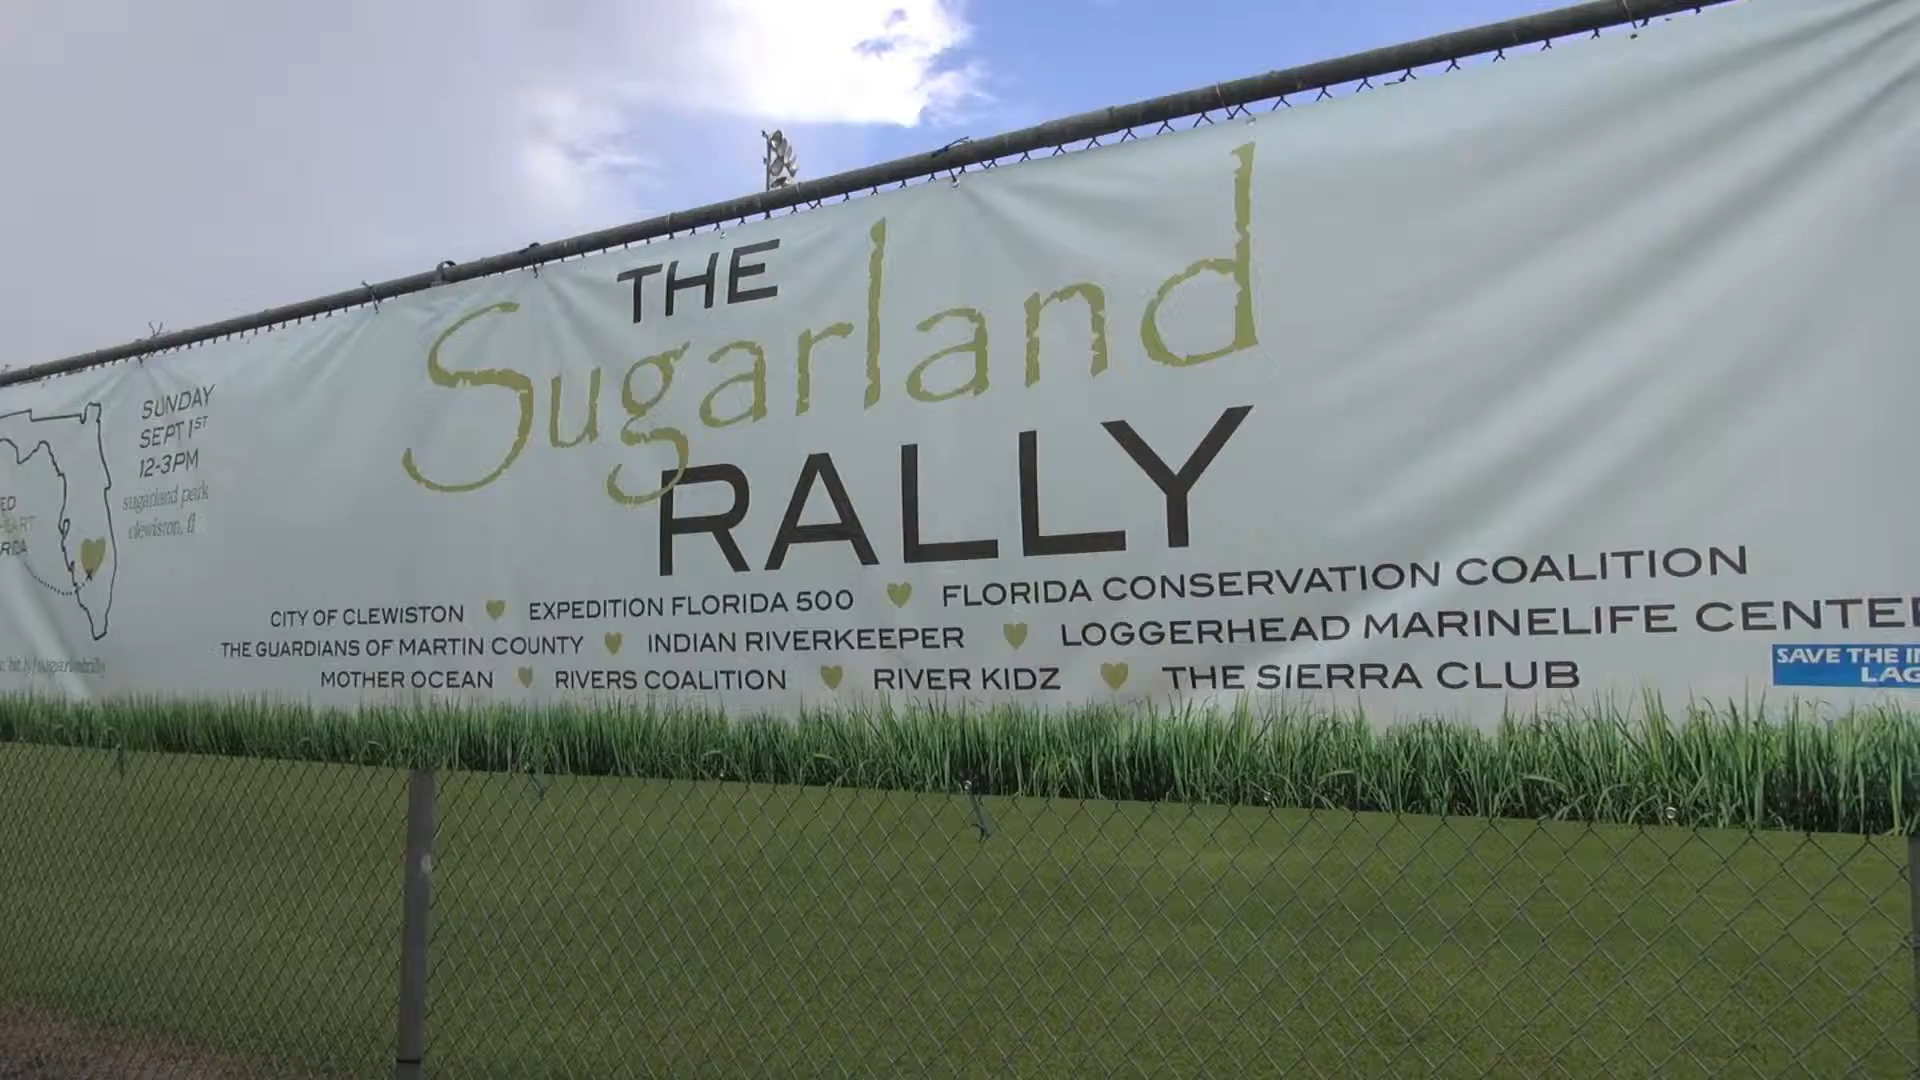 THE
Sugarland
RALLY
SUNDAY
SEPT 1ST
12-3PM
sugarland park
clewiston, fl
CITY OF CLEWISTON EXPEDITION FLORIDA 500 FLORIDA CONSERVATION COALITION
THE GUARDIANS OF MARTIN COUNTY INDIAN RIVERKEEPER LOGGERHEAD MARINELIFE CENTE
MOTHER OCEAN RIVERS COALITION RIVER KIDZ THE SIERRA CLUB
SAVE THE
LAG